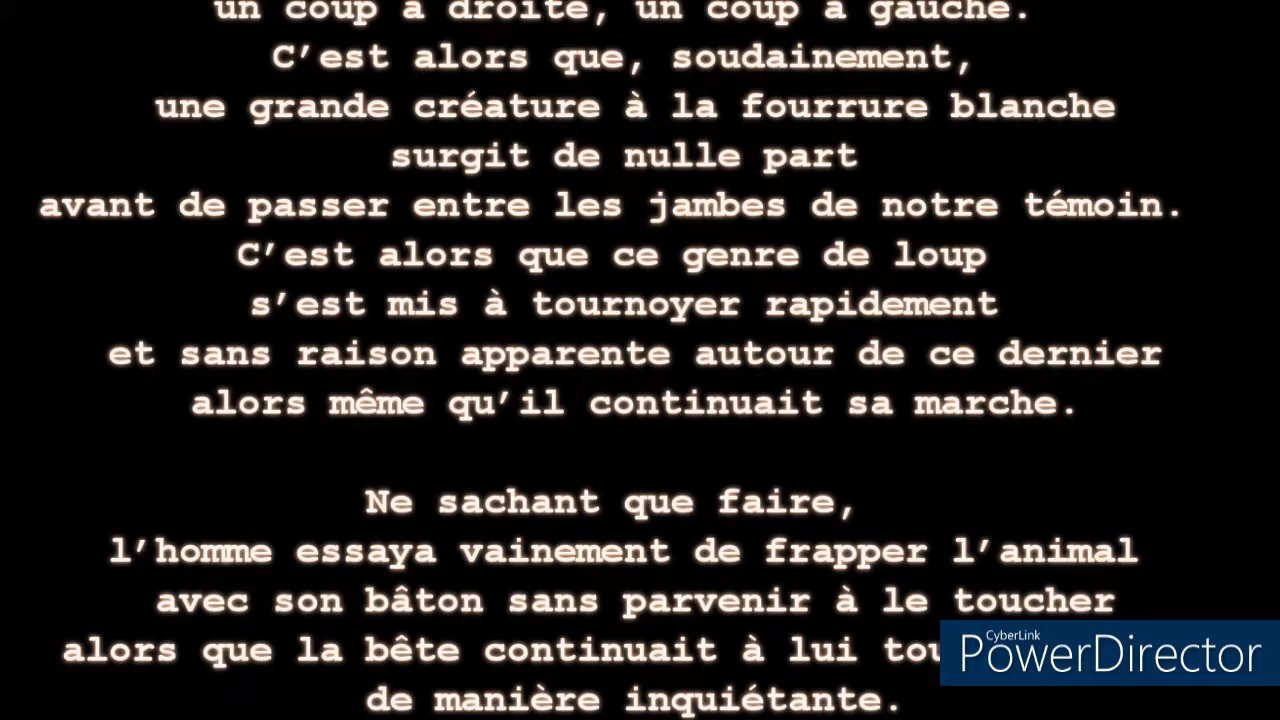 un coup à droite, un coup à gauche.
C’est alors que, soudainement,
une grande créature à la fourrure blanche
surgit de nulle part
avant de passer entre les jambes de notre témoin.
C’est alors que ce genre de loup
s’est mis à tournoyer rapidement
et sans raison apparente autour de ce dernier
alors même qu’il continuait sa marche.
Ne sachant que faire,
l’homme essaya vainement de frapper l’animal
avec son bâton sans parvenir à le toucher
alors que la bête continuait à lui
de manière inquiétante.
CyberLink
PowerDirector